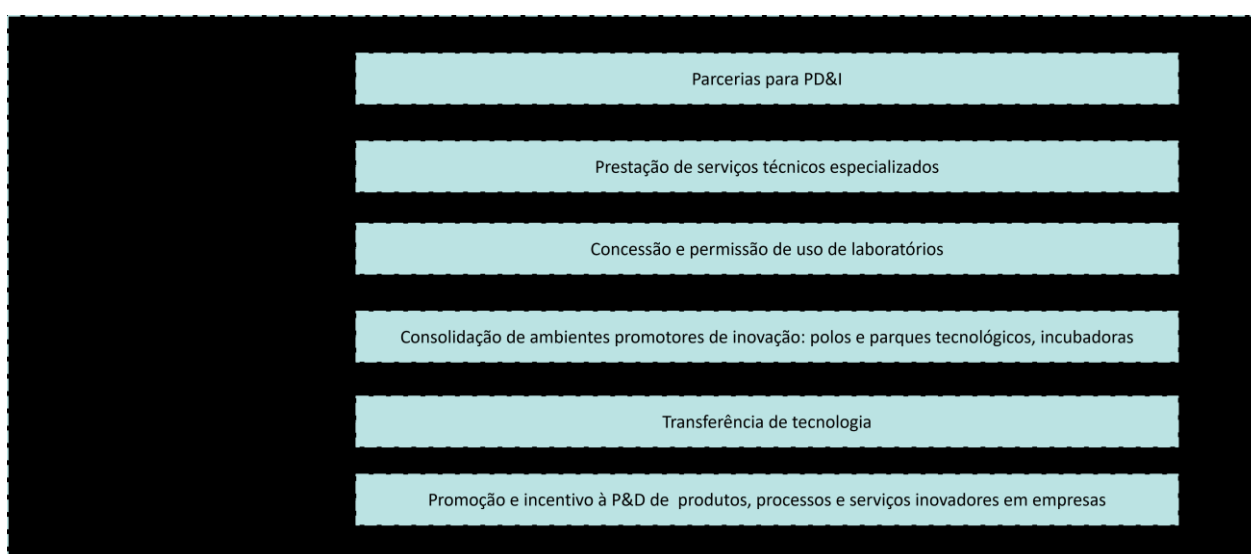 Parcerias para PD&I
Prestação de serviços técnicos especializados
Concessão e permissão de uso de laboratórios
Consolidação de ambientes promotores de inovação: polos e parques tecnológicos, incubadoras
Transferência de tecnologia
Promoção e incentivo à P&D de produtos, processos e serviços inovadores em empresas